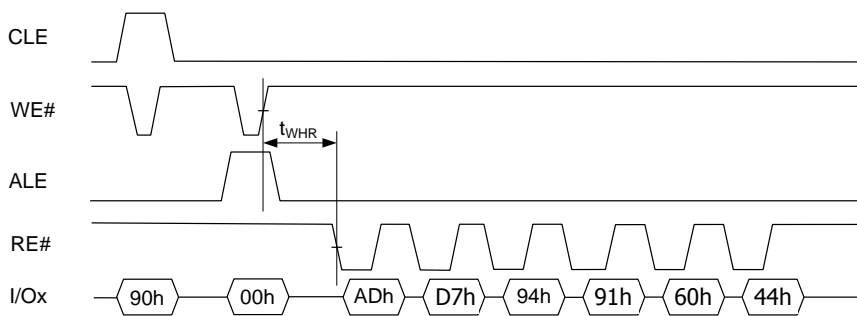 CLE
WE#
tWHR
ALE
RE#
I/Ox 90h 00h ADh D7h 94h 91h 60h 44h